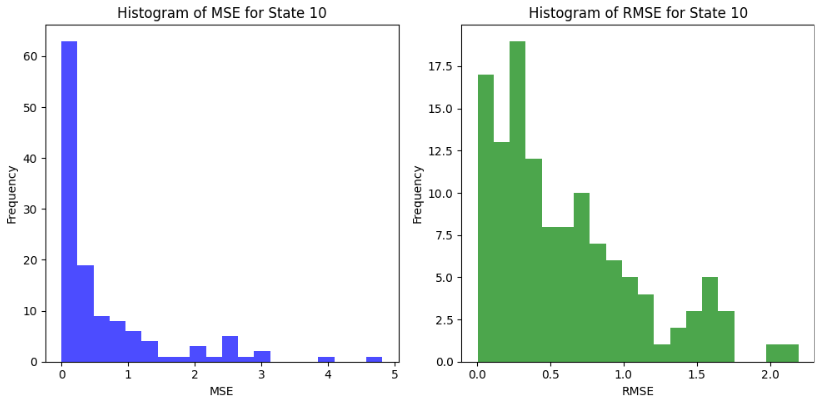 Histogram of MSE for State 10
Frequency
60
50
40
30
20
10
0
0 1 2 3 4 5
MSE
Histogram of RMSE for State 10
Frequency
17.5
15.0
12.5
10.0
7.5
5.0
2.5
0.0
0.0 0.5 1.0 1.5 2.0
RMSE